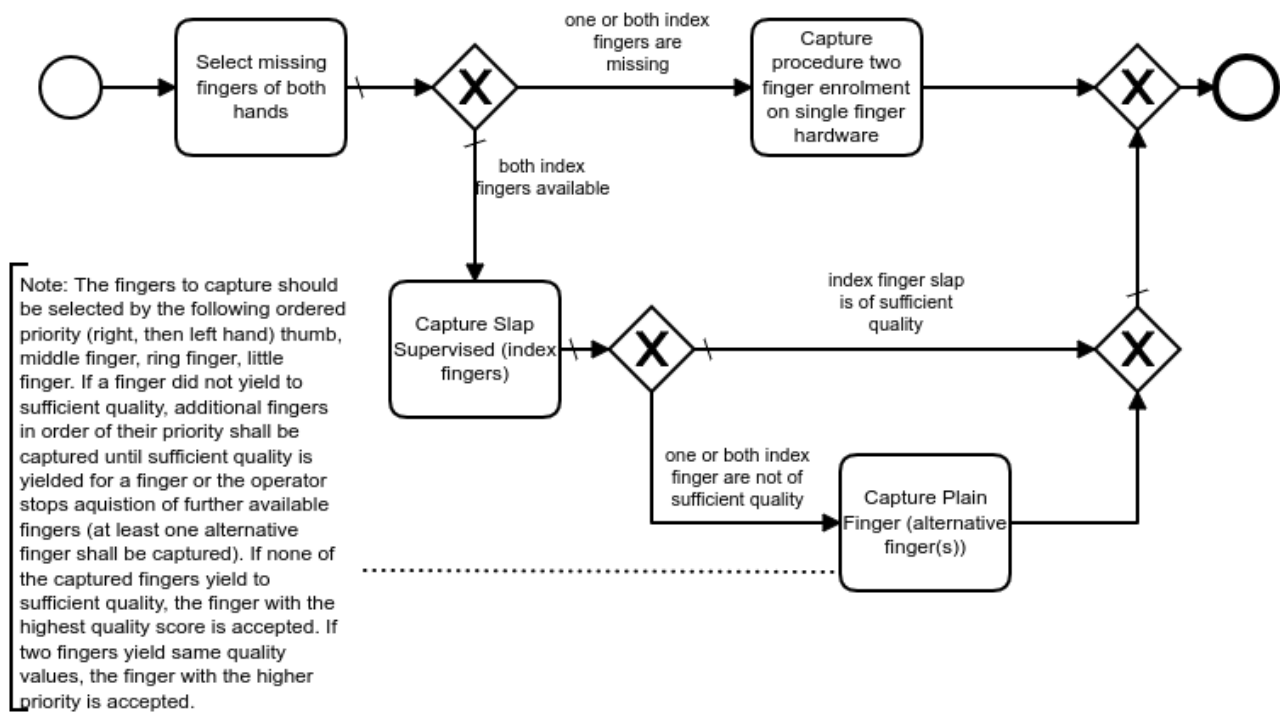 Select missing
fingers of both
hands
one or both index
fingers are
missing
Capture
procedure two
finger enrolment
on single finger
hardware
both index
fingers available
Capture Slap
Supervised (index
fingers)
index finger slap
is of sufficient
quality
one or both index
finger are not of
sufficient quality
Capture Plain
Finger (alternative
finger(s))
Note: The fingers to capture should
be selected by the following ordered
priority (right, then left hand) thumb,
middle finger, ring finger, little
finger. If a finger did not yield to
sufficient quality, additional fingers
in order of their priority shall be
captured until sufficient quality is
yielded for a finger or the operator
stops aquistion of further available
fingers (at least one alternative
finger shall be captured). If none of
the captured fingers yield to
sufficient quality, the finger with the
highest quality score is accepted. If
two fingers yield same quality
values, the finger with the higher
priority is accepted.